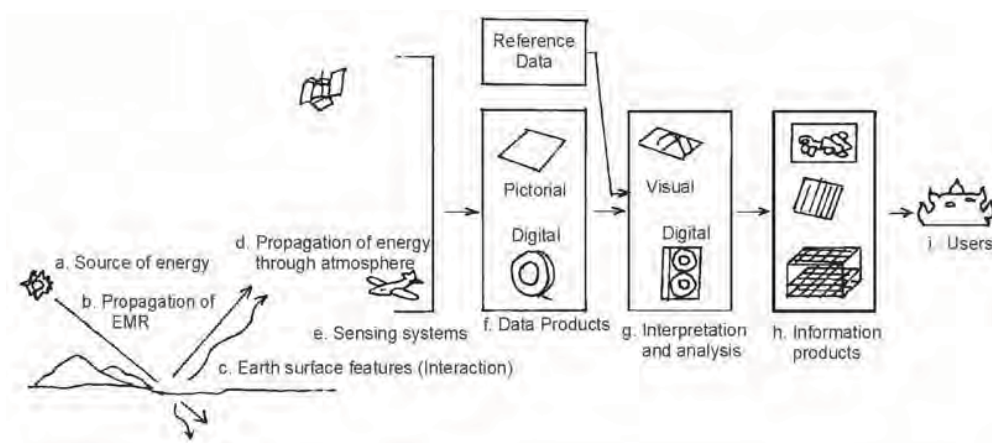 Reference
Data
Pictorial
Digital
Visual
Digital
a. Source of energy
b. Propagation of
EMR
c. Earth surface features (Interaction)
d. Propagation of energy
through atmosphere
e. Sensing systems
f. Data Products
g. Interpretation
and analysis
h. Information
products
i. Users